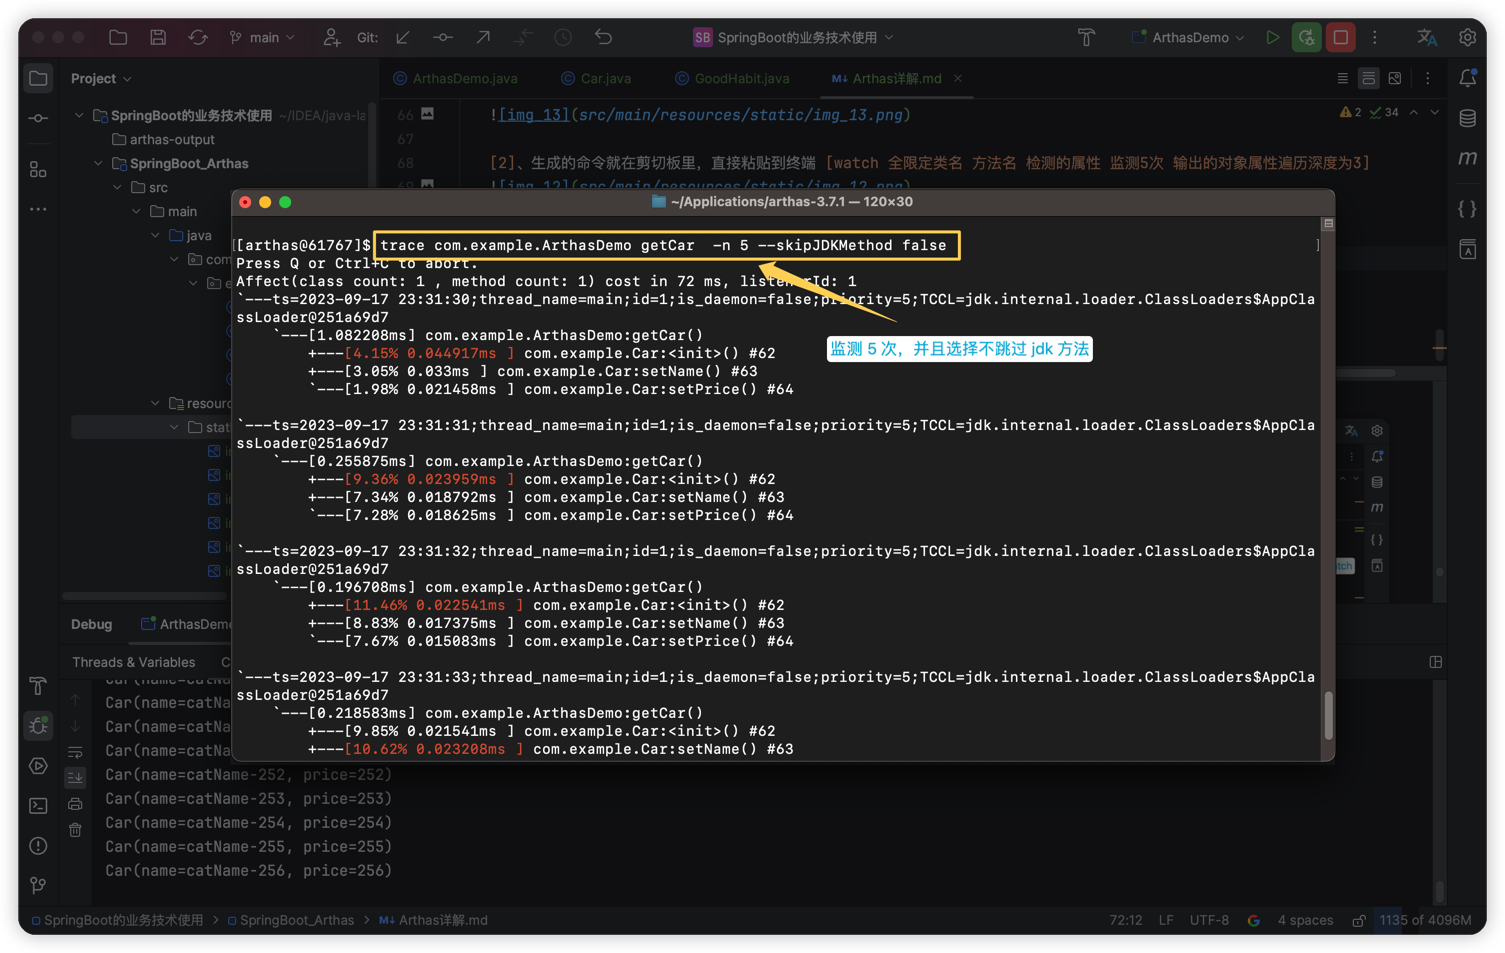 main
Git:
SB SpringBoot的业务技术使用
ArthasDemo
Project
ArthasDemo.java
Car.java
GoodHabit.java
M↓ Arthas详解.md
SpringBoot的业务技术使用 ~/IDEA/java-la
arthas-output
SpringBoot_Arthas
src
main
java
com
resourc
stat
66 ![img_13](src/main/resources/static/img_13.png)
67
68 [2]、生成的命令就在剪切板里，直接粘贴到终端 [watch 全限定类名 方法名 检测的属性 监测5次 输出的对象属性遍历深度为3]
![img_12](src/main/resources/static/img_12.png)
2 34
~/Applications/arthas-3.7.1 — 120×30
[[arthas@61767]$ trace com.example.ArthasDemo getCar  -n 5 --skipJDKMethod false ]
Press Q or Ctrl+C to abort.
Affect(class count: 1 , method count: 1) cost in 72 ms, listenerId: 1
`---ts=2023-09-17 23:31:30;thread_name=main;id=1;is_daemon=false;priority=5;TCCL=jdk.internal.loader.ClassLoaders$AppCla
ssLoader@251a69d7
`---[1.082208ms] com.example.ArthasDemo:getCar()
+---[4.15% 0.044917ms ] com.example.Car:<init>() #62
+---[3.05% 0.033ms ] com.example.Car:setName() #63
`---[1.98% 0.021458ms ] com.example.Car:setPrice() #64
监测 5 次，并且选择不跳过 jdk 方法
`---ts=2023-09-17 23:31:31;thread_name=main;id=1;is_daemon=false;priority=5;TCCL=jdk.internal.loader.ClassLoaders$AppCla
ssLoader@251a69d7
`---[0.255875ms] com.example.ArthasDemo:getCar()
+---[9.36% 0.023959ms ] com.example.Car:<init>() #62
+---[7.34% 0.018792ms ] com.example.Car:setName() #63
`---[7.28% 0.018625ms ] com.example.Car:setPrice() #64
`---ts=2023-09-17 23:31:32;thread_name=main;id=1;is_daemon=false;priority=5;TCCL=jdk.internal.loader.ClassLoaders$AppCla
ssLoader@251a69d7
`---[0.196708ms] com.example.ArthasDemo:getCar()
+---[11.46% 0.022541ms ] com.example.Car:<init>() #62
+---[8.83% 0.017375ms ] com.example.Car:setName() #63
`---[7.67% 0.015083ms ] com.example.Car:setPrice() #64
`---ts=2023-09-17 23:31:33;thread_name=main;id=1;is_daemon=false;priority=5;TCCL=jdk.internal.loader.ClassLoaders$AppCla
ssLoader@251a69d7
`---[0.218583ms] com.example.ArthasDemo:getCar()
+---[9.85% 0.021541ms ] com.example.Car:<init>() #62
+---[10.62% 0.023208ms ] com.example.Car:setName() #63
Debug
ArthasDemo
Threads & Variables
C
Car(name=catNa
Car(name=catNa
Car(name=catNa
Car(name=catNa
Car(name=catName-252, price=252)
Car(name=catName-253, price=253)
Car(name=catName-254, price=254)
Car(name=catName-255, price=255)
Car(name=catName-256, price=256)
SpringBoot的业务技术使用 > SpringBoot_Arthas > M↓ Arthas详解.md
72:12 LF UTF-8 4 spaces 1135 of 4096M